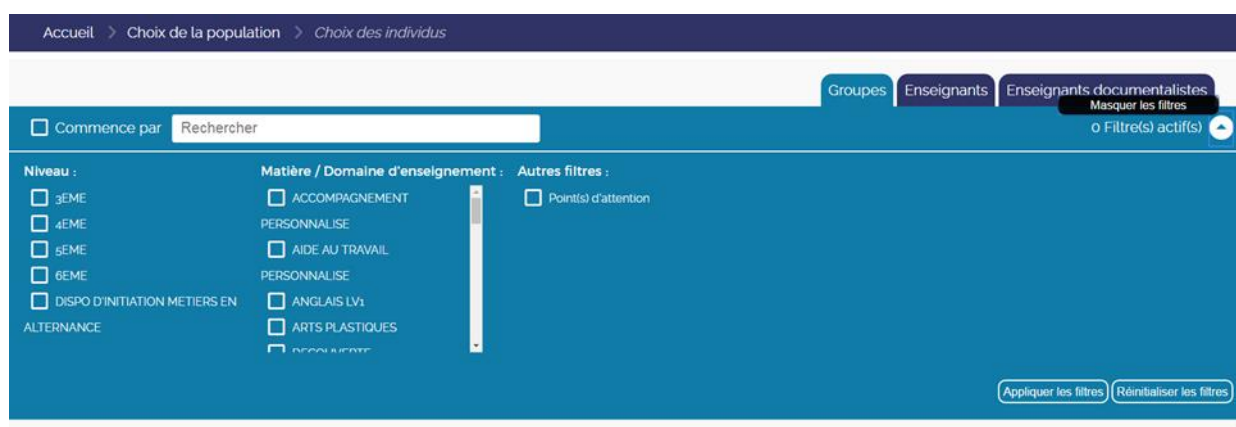 Accueil > Choix de la population > Choix des individus
Groupes Enseignants Enseignants documentalistes
Masquer les filtres
Commence par Rechercher 0 Filtre(s) actif(s)
Niveau : Matière / Domaine d'enseignement : Autres filtres :
3EME ACCOMPAGNEMENT Point(s) d'attention
4EME PERSONNALISE
5EME AIDE AU TRAVAIL
6EME PERSONNALISE
DISPO D'INITIATION METIERS EN ANGLAIS LV1
ALTERNANCE ARTS PLASTIQUES
Appliquer les filtres Réinitialiser les filtres